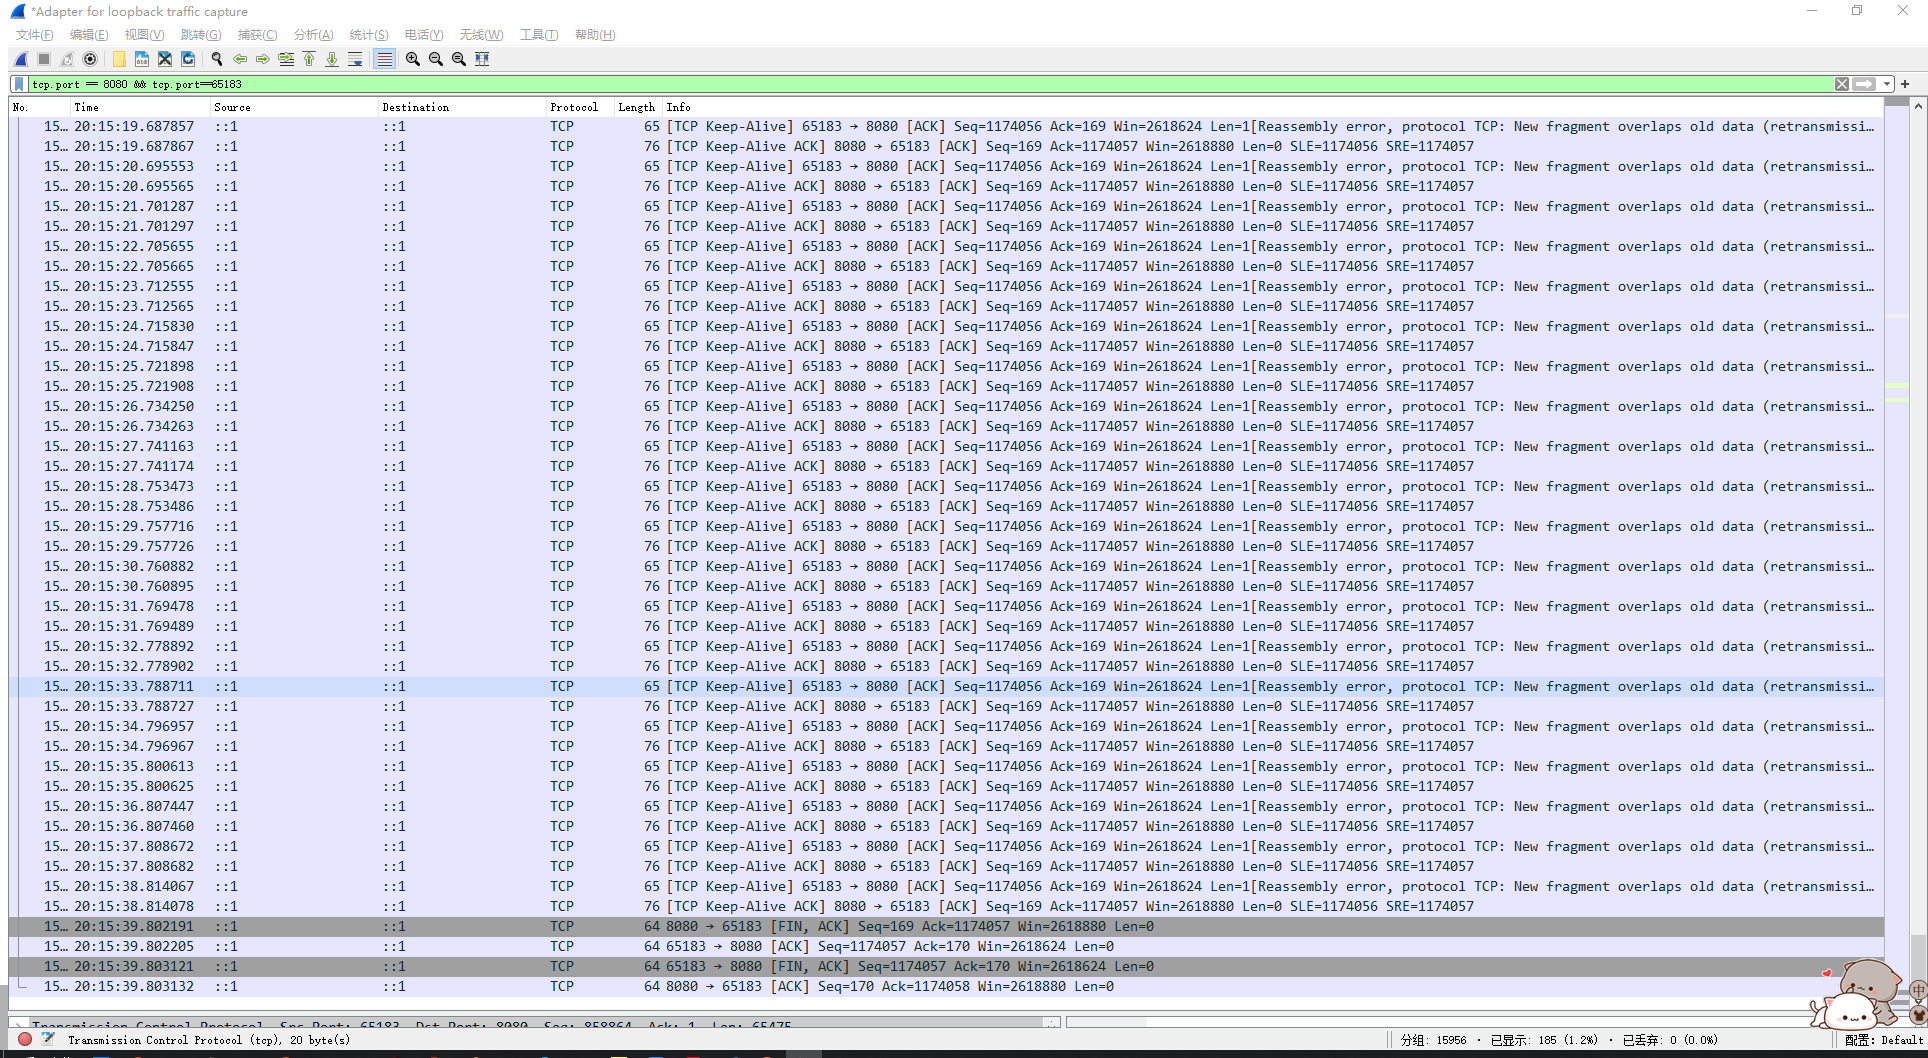 *Adapter for loopback traffic capture
文件(F) 编辑(E) 视图(V) 跳转(G) 捕获(C) 分析(A) 统计(S) 电话(Y) 无线(W) 工具(T) 帮助(H)
tcp.port == 8080 && tcp.port==65183
No. Time Source Destination Protocol Length Info
15… 20:15:19.687857 ::1 ::1 TCP 65 [TCP Keep-Alive] 65183 → 8080 [ACK] Seq=1174056 Ack=169 Win=2618624 Len=1[Reassembly error, protocol TCP: New fragment overlaps old data (retransmissi…
15… 20:15:19.687867 ::1 ::1 TCP 76 [TCP Keep-Alive ACK] 8080 → 65183 [ACK] Seq=169 Ack=1174057 Win=2618880 Len=0 SLE=1174056 SRE=1174057
15… 20:15:20.695553 ::1 ::1 TCP 65 [TCP Keep-Alive] 65183 → 8080 [ACK] Seq=1174056 Ack=169 Win=2618624 Len=1[Reassembly error, protocol TCP: New fragment overlaps old data (retransmissi…
15… 20:15:20.695565 ::1 ::1 TCP 76 [TCP Keep-Alive ACK] 8080 → 65183 [ACK] Seq=169 Ack=1174057 Win=2618880 Len=0 SLE=1174056 SRE=1174057
15… 20:15:21.701287 ::1 ::1 TCP 65 [TCP Keep-Alive] 65183 → 8080 [ACK] Seq=1174056 Ack=169 Win=2618624 Len=1[Reassembly error, protocol TCP: New fragment overlaps old data (retransmissi…
15… 20:15:21.701297 ::1 ::1 TCP 76 [TCP Keep-Alive ACK] 8080 → 65183 [ACK] Seq=169 Ack=1174057 Win=2618880 Len=0 SLE=1174056 SRE=1174057
15… 20:15:22.705655 ::1 ::1 TCP 65 [TCP Keep-Alive] 65183 → 8080 [ACK] Seq=1174056 Ack=169 Win=2618624 Len=1[Reassembly error, protocol TCP: New fragment overlaps old data (retransmissi…
15… 20:15:22.705665 ::1 ::1 TCP 76 [TCP Keep-Alive ACK] 8080 → 65183 [ACK] Seq=169 Ack=1174057 Win=2618880 Len=0 SLE=1174056 SRE=1174057
15… 20:15:23.712555 ::1 ::1 TCP 65 [TCP Keep-Alive] 65183 → 8080 [ACK] Seq=1174056 Ack=169 Win=2618624 Len=1[Reassembly error, protocol TCP: New fragment overlaps old data (retransmissi…
15… 20:15:23.712565 ::1 ::1 TCP 76 [TCP Keep-Alive ACK] 8080 → 65183 [ACK] Seq=169 Ack=1174057 Win=2618880 Len=0 SLE=1174056 SRE=1174057
15… 20:15:24.715830 ::1 ::1 TCP 65 [TCP Keep-Alive] 65183 → 8080 [ACK] Seq=1174056 Ack=169 Win=2618624 Len=1[Reassembly error, protocol TCP: New fragment overlaps old data (retransmissi…
15… 20:15:24.715847 ::1 ::1 TCP 76 [TCP Keep-Alive ACK] 8080 → 65183 [ACK] Seq=169 Ack=1174057 Win=2618880 Len=0 SLE=1174056 SRE=1174057
15… 20:15:25.721898 ::1 ::1 TCP 65 [TCP Keep-Alive] 65183 → 8080 [ACK] Seq=1174056 Ack=169 Win=2618624 Len=1[Reassembly error, protocol TCP: New fragment overlaps old data (retransmissi…
15… 20:15:25.721908 ::1 ::1 TCP 76 [TCP Keep-Alive ACK] 8080 → 65183 [ACK] Seq=169 Ack=1174057 Win=2618880 Len=0 SLE=1174056 SRE=1174057
15… 20:15:26.734250 ::1 ::1 TCP 65 [TCP Keep-Alive] 65183 → 8080 [ACK] Seq=1174056 Ack=169 Win=2618624 Len=1[Reassembly error, protocol TCP: New fragment overlaps old data (retransmissi…
15… 20:15:26.734263 ::1 ::1 TCP 76 [TCP Keep-Alive ACK] 8080 → 65183 [ACK] Seq=169 Ack=1174057 Win=2618880 Len=0 SLE=1174056 SRE=1174057
15… 20:15:27.741163 ::1 ::1 TCP 65 [TCP Keep-Alive] 65183 → 8080 [ACK] Seq=1174056 Ack=169 Win=2618624 Len=1[Reassembly error, protocol TCP: New fragment overlaps old data (retransmissi…
15… 20:15:27.741174 ::1 ::1 TCP 76 [TCP Keep-Alive ACK] 8080 → 65183 [ACK] Seq=169 Ack=1174057 Win=2618880 Len=0 SLE=1174056 SRE=1174057
15… 20:15:28.753473 ::1 ::1 TCP 65 [TCP Keep-Alive] 65183 → 8080 [ACK] Seq=1174056 Ack=169 Win=2618624 Len=1[Reassembly error, protocol TCP: New fragment overlaps old data (retransmissi…
15… 20:15:28.753486 ::1 ::1 TCP 76 [TCP Keep-Alive ACK] 8080 → 65183 [ACK] Seq=169 Ack=1174057 Win=2618880 Len=0 SLE=1174056 SRE=1174057
15… 20:15:29.757716 ::1 ::1 TCP 65 [TCP Keep-Alive] 65183 → 8080 [ACK] Seq=1174056 Ack=169 Win=2618624 Len=1[Reassembly error, protocol TCP: New fragment overlaps old data (retransmissi…
15… 20:15:29.757726 ::1 ::1 TCP 76 [TCP Keep-Alive ACK] 8080 → 65183 [ACK] Seq=169 Ack=1174057 Win=2618880 Len=0 SLE=1174056 SRE=1174057
15… 20:15:30.760882 ::1 ::1 TCP 65 [TCP Keep-Alive] 65183 → 8080 [ACK] Seq=1174056 Ack=169 Win=2618624 Len=1[Reassembly error, protocol TCP: New fragment overlaps old data (retransmissi…
15… 20:15:30.760895 ::1 ::1 TCP 76 [TCP Keep-Alive ACK] 8080 → 65183 [ACK] Seq=169 Ack=1174057 Win=2618880 Len=0 SLE=1174056 SRE=1174057
15… 20:15:31.769478 ::1 ::1 TCP 65 [TCP Keep-Alive] 65183 → 8080 [ACK] Seq=1174056 Ack=169 Win=2618624 Len=1[Reassembly error, protocol TCP: New fragment overlaps old data (retransmissi…
15… 20:15:31.769489 ::1 ::1 TCP 76 [TCP Keep-Alive ACK] 8080 → 65183 [ACK] Seq=169 Ack=1174057 Win=2618880 Len=0 SLE=1174056 SRE=1174057
15… 20:15:32.778892 ::1 ::1 TCP 65 [TCP Keep-Alive] 65183 → 8080 [ACK] Seq=1174056 Ack=169 Win=2618624 Len=1[Reassembly error, protocol TCP: New fragment overlaps old data (retransmissi…
15… 20:15:32.778902 ::1 ::1 TCP 76 [TCP Keep-Alive ACK] 8080 → 65183 [ACK] Seq=169 Ack=1174057 Win=2618880 Len=0 SLE=1174056 SRE=1174057
15… 20:15:33.788711 ::1 ::1 TCP 65 [TCP Keep-Alive] 65183 → 8080 [ACK] Seq=1174056 Ack=169 Win=2618624 Len=1[Reassembly error, protocol TCP: New fragment overlaps old data (retransmissi…
15… 20:15:33.788727 ::1 ::1 TCP 76 [TCP Keep-Alive ACK] 8080 → 65183 [ACK] Seq=169 Ack=1174057 Win=2618880 Len=0 SLE=1174056 SRE=1174057
15… 20:15:34.796957 ::1 ::1 TCP 65 [TCP Keep-Alive] 65183 → 8080 [ACK] Seq=1174056 Ack=169 Win=2618624 Len=1[Reassembly error, protocol TCP: New fragment overlaps old data (retransmissi…
15… 20:15:34.796967 ::1 ::1 TCP 76 [TCP Keep-Alive ACK] 8080 → 65183 [ACK] Seq=169 Ack=1174057 Win=2618880 Len=0 SLE=1174056 SRE=1174057
15… 20:15:35.800613 ::1 ::1 TCP 65 [TCP Keep-Alive] 65183 → 8080 [ACK] Seq=1174056 Ack=169 Win=2618624 Len=1[Reassembly error, protocol TCP: New fragment overlaps old data (retransmissi…
15… 20:15:35.800625 ::1 ::1 TCP 76 [TCP Keep-Alive ACK] 8080 → 65183 [ACK] Seq=169 Ack=1174057 Win=2618880 Len=0 SLE=1174056 SRE=1174057
15… 20:15:36.807447 ::1 ::1 TCP 65 [TCP Keep-Alive] 65183 → 8080 [ACK] Seq=1174056 Ack=169 Win=2618624 Len=1[Reassembly error, protocol TCP: New fragment overlaps old data (retransmissi…
15… 20:15:36.807460 ::1 ::1 TCP 76 [TCP Keep-Alive ACK] 8080 → 65183 [ACK] Seq=169 Ack=1174057 Win=2618880 Len=0 SLE=1174056 SRE=1174057
15… 20:15:37.808672 ::1 ::1 TCP 65 [TCP Keep-Alive] 65183 → 8080 [ACK] Seq=1174056 Ack=169 Win=2618624 Len=1[Reassembly error, protocol TCP: New fragment overlaps old data (retransmissi…
15… 20:15:37.808682 ::1 ::1 TCP 76 [TCP Keep-Alive ACK] 8080 → 65183 [ACK] Seq=169 Ack=1174057 Win=2618880 Len=0 SLE=1174056 SRE=1174057
15… 20:15:38.814067 ::1 ::1 TCP 65 [TCP Keep-Alive] 65183 → 8080 [ACK] Seq=1174056 Ack=169 Win=2618624 Len=1[Reassembly error, protocol TCP: New fragment overlaps old data (retransmissi…
15… 20:15:38.814078 ::1 ::1 TCP 76 [TCP Keep-Alive ACK] 8080 → 65183 [ACK] Seq=169 Ack=1174057 Win=2618880 Len=0 SLE=1174056 SRE=1174057
15… 20:15:39.802191 ::1 ::1 TCP 64 8080 → 65183 [FIN, ACK] Seq=169 Ack=1174057 Win=2618880 Len=0
15… 20:15:39.802205 ::1 ::1 TCP 64 65183 → 8080 [ACK] Seq=1174057 Ack=170 Win=2618624 Len=0
15… 20:15:39.803121 ::1 ::1 TCP 64 65183 → 8080 [FIN, ACK] Seq=1174057 Ack=170 Win=2618624 Len=0
15… 20:15:39.803132 ::1 ::1 TCP 64 8080 → 65183 [ACK] Seq=170 Ack=1174058 Win=2618880 Len=0
中
Transmission Control Protocol, Src Port: 65183, Dst Port: 8080, Seq: 858864, Ack: 1, Len: 65475
Transmission Control Protocol (tcp), 20 byte(s) 分组: 15956 · 已显示: 185 (1.2%) · 已丢弃: 0 (0.0%) 配置: Default